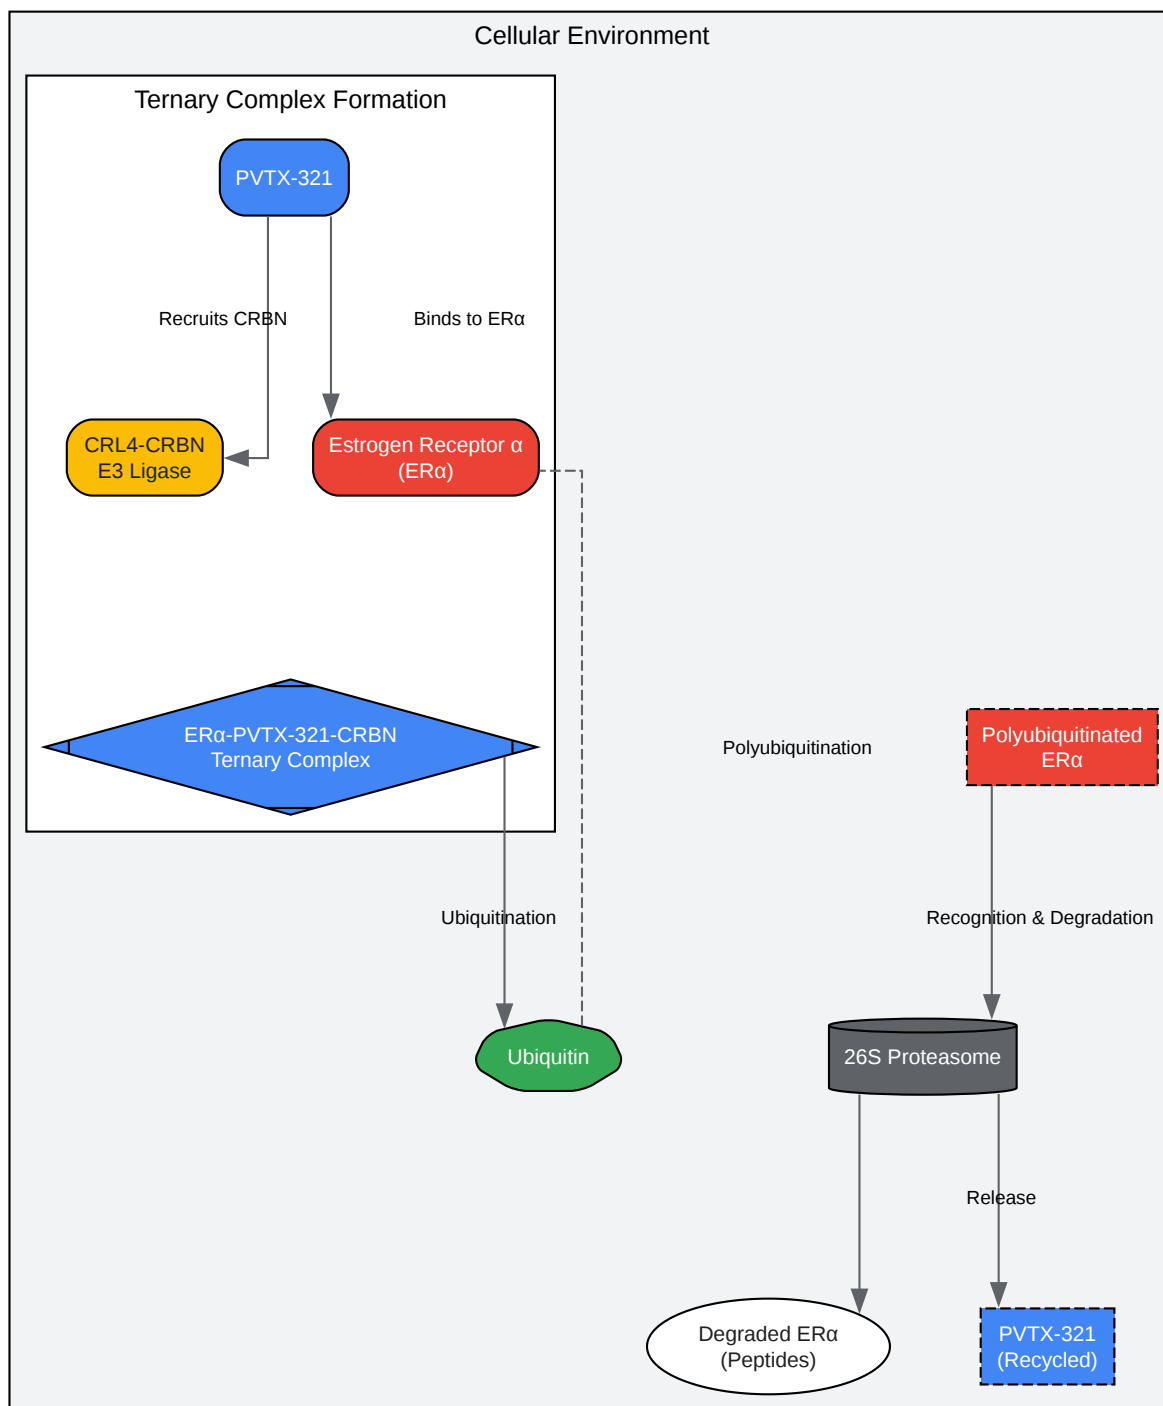 Cellular Environment
Ternary Complex Formation
PVTX-321
Recruits CRBN
Binds to ERα
CRL4-CRBN
E3 Ligase
Estrogen Receptor α
(ERα)
ERα-PVTX-321-CRBN
Ternary Complex
Polyubiquitination
Polyubiquitinated
ERα
Ubiquitination
Recognition & Degradation
Ubiquitin
26S Proteasome
Release
Degraded ERα
(Peptides)
PVTX-321
(Recycled)